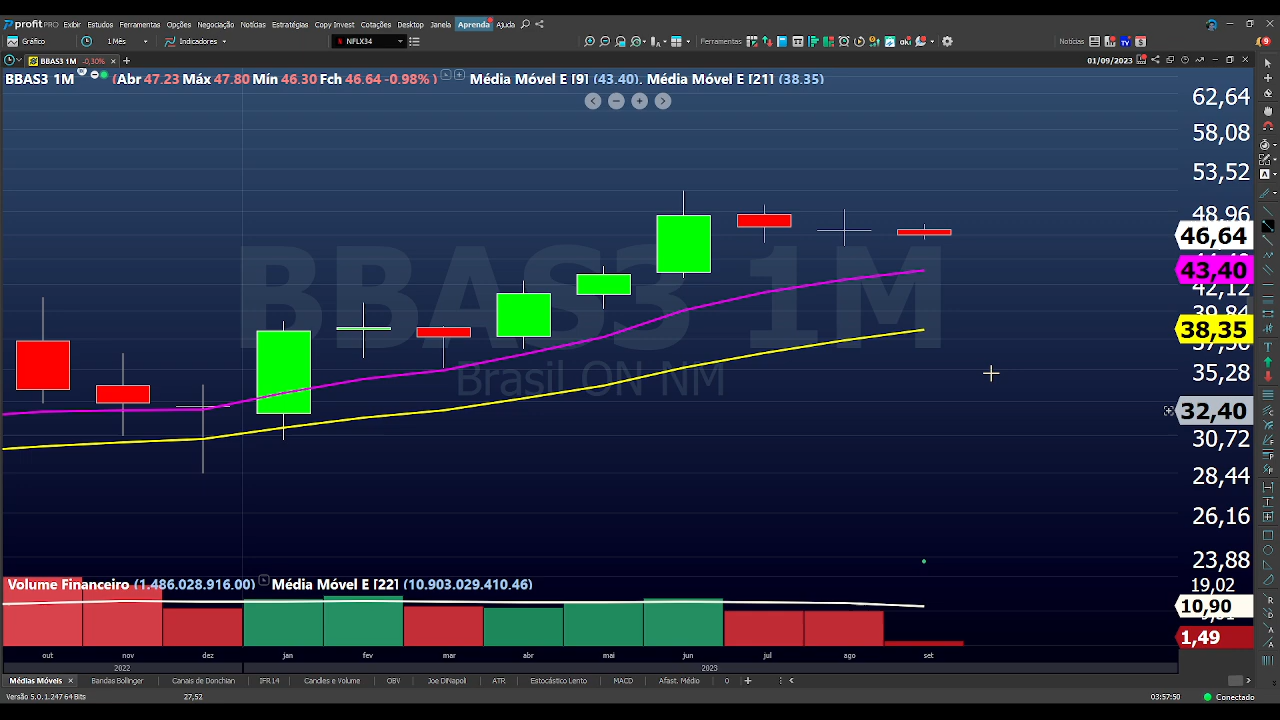 profit PRO Exibir Estudos Ferramentas Opções Negociação Notícias Estratégias Copy Invest Cotações Desktop Janela Aprenda Ajuda
Gráfico 1 Mês Indicadores NFLX34 Ferramentas Notícias
BBAS3 1M -0,30% 01/09/2023
BBAS3 1M (Abr 47.23 Máx 47.80 Mín 46.30 Fch 46.64 -0.98% ) Média Móvel E [9] (43.40). Média Móvel E [21] (38.35)
62,64
58,08
53,52
48,96
46,64
43,40
42,12
39,84
38,35
37,56
35,28
32,40
30,72
28,44
26,16
23,88
BBAS3 1M
Brasil ON NM
Volume Financeiro (1.486.028.916.00) Média Móvel E [22] (10.903.029.410.46)
19,02
10,90
1,49
out nov dez jan fev mar abr mai jun jul ago set
2022 2023
Médias Móveis Bandas Bollinger Canais de Donchian IFR14 Candles e Volume OBV Joe DiNapoli ATR Estocástico Lento MACD Afast. Médio 0
Versão 5.0.1.247 64 Bits 27,52 03:57:50 Conectado